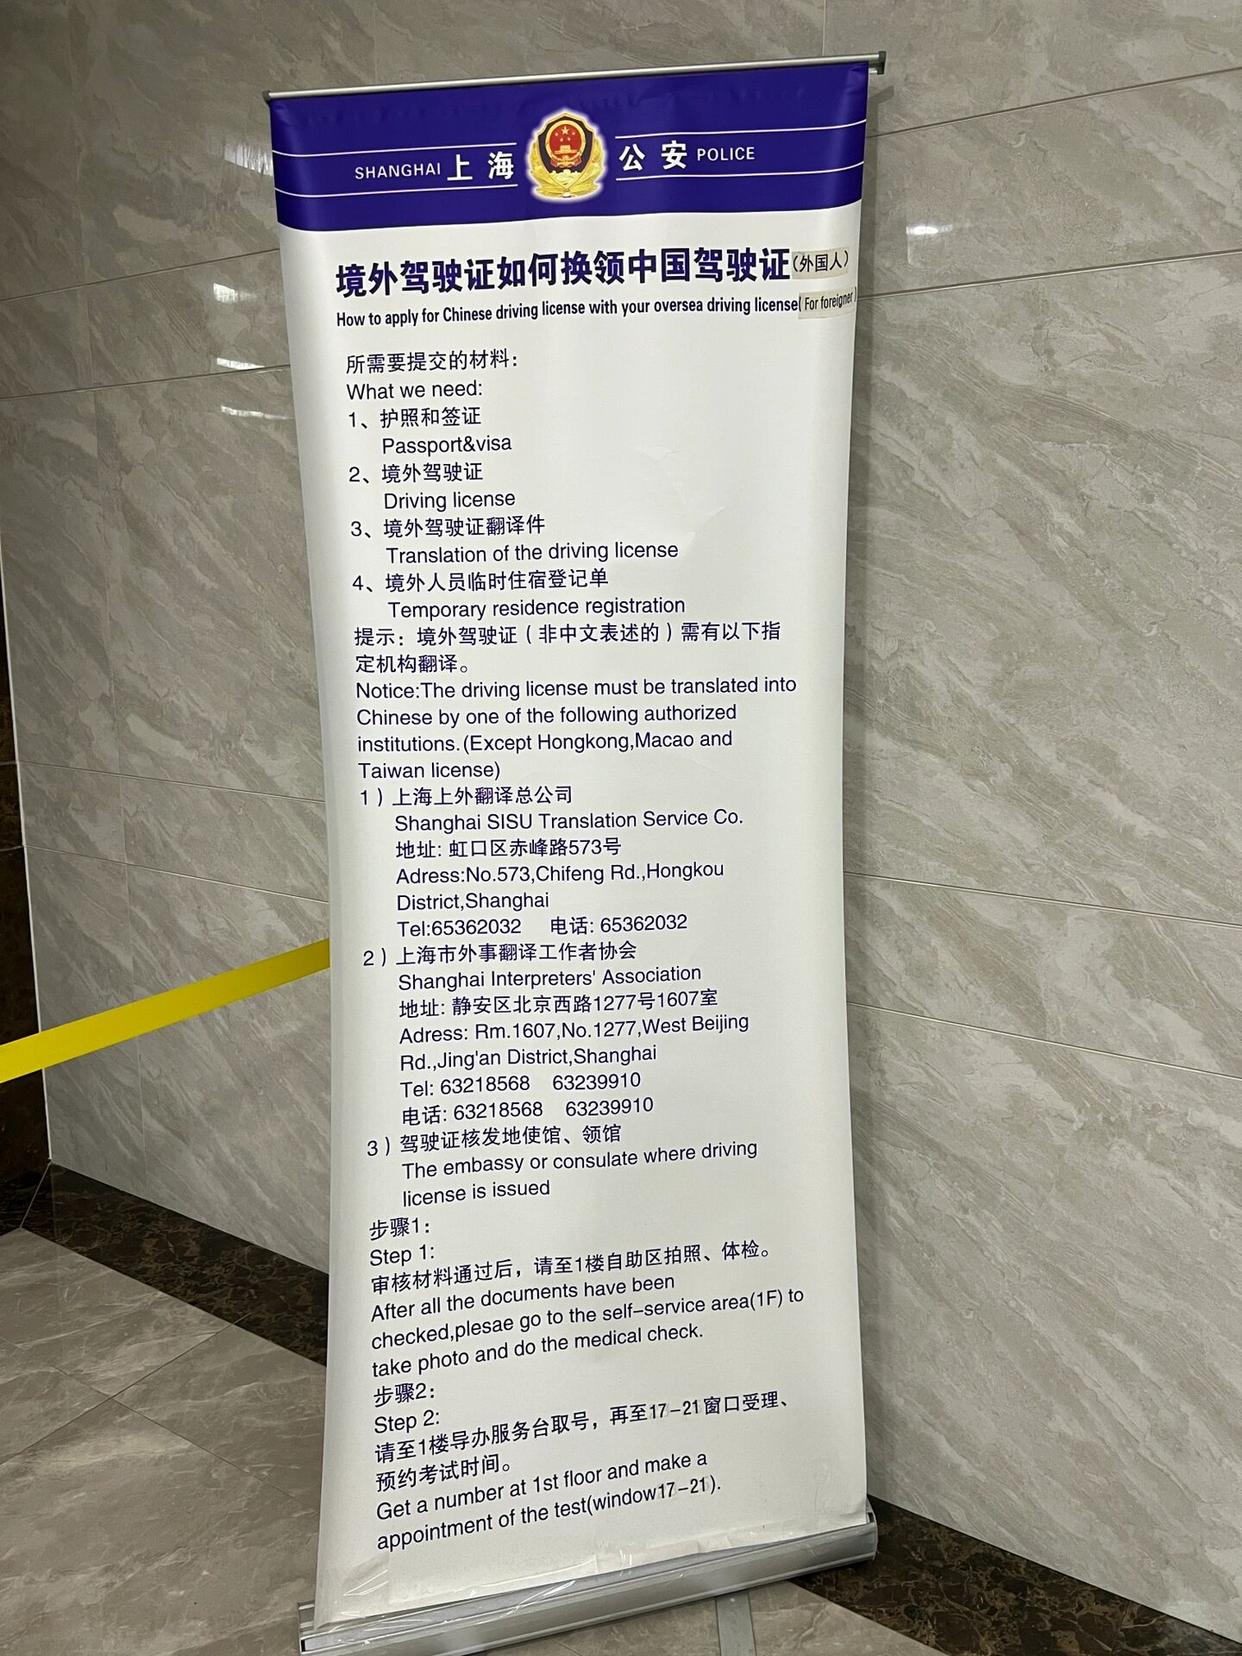 SHANGHAI 上海 公安 POLICE
境外驾驶证如何换领中国驾驶证(外国人)
How to apply for Chinese driving license with your oversea driving license( For foreigner )
所需要提交的材料:
What we need:
1、护照和签证
Passport&visa
2、境外驾驶证
Driving license
3、境外驾驶证翻译件
Translation of the driving license
4、境外人员临时住宿登记单
Temporary residence registration
提示: 境外驾驶证(非中文表述的)需有以下指
定机构翻译。
Notice:The driving license must be translated into
Chinese by one of the following authorized
institutions.(Except Hongkong,Macao and
Taiwan license)
1)上海上外翻译总公司
Shanghai SISU Translation Service Co.
地址: 虹口区赤峰路573号
Adress:No.573,Chifeng Rd.,Hongkou
District,Shanghai
Tel:65362032 电话: 65362032
2)上海市外事翻译工作者协会
Shanghai Interpreters' Association
地址: 静安区北京西路1277号1607室
Adress: Rm.1607,No.1277,West Beijing
Rd.,Jing'an District,Shanghai
Tel: 63218568 63239910
电话: 63218568 63239910
3)驾驶证核发地使馆、领馆
The embassy or consulate where driving
license is issued
步骤1:
Step 1:
审核材料通过后，请至1楼自助区拍照、体检。
After all the documents have been
checked,plesae go to the self-service area(1F) to
take photo and do the medical check.
步骤2:
Step 2:
请至1楼导办服务台取号，再至17-21窗口受理、
预约考试时间。
Get a number at 1st floor and make a
appointment of the test(window17-21).